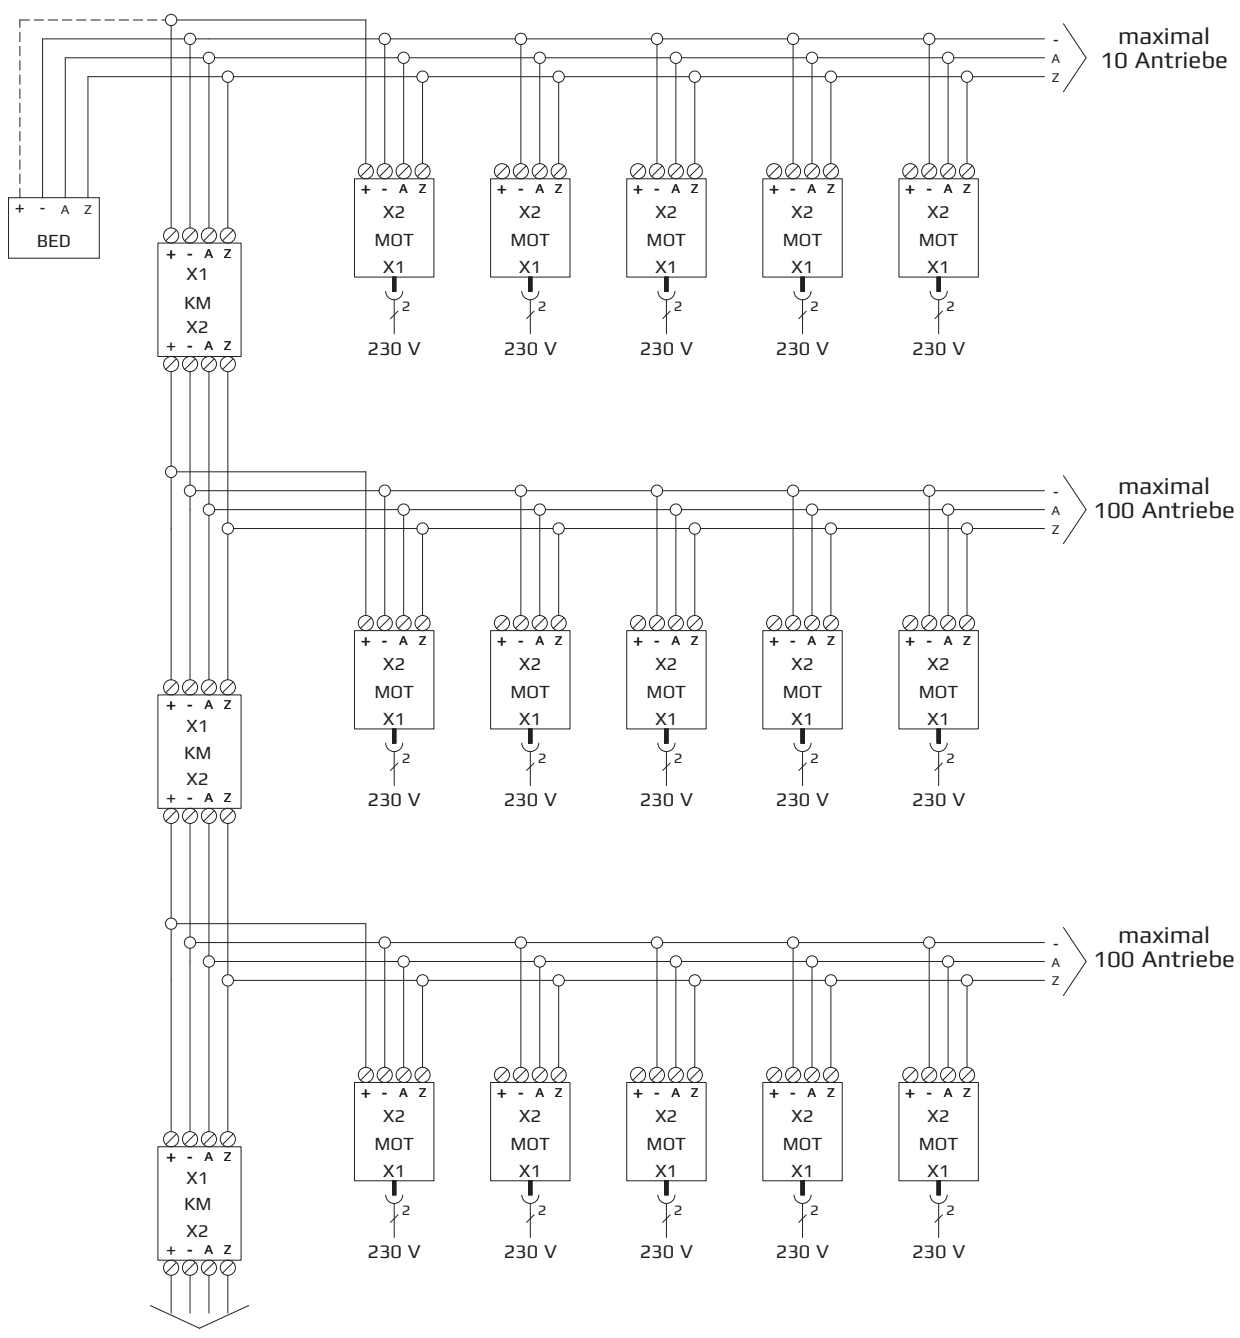 maximal
10 Antriebe
-
A
Z
+ - A Z
BED
+ - A Z
X2
MOT
X1
2
230 V
+ - A Z
X2
MOT
X1
2
230 V
+ - A Z
X2
MOT
X1
2
230 V
+ - A Z
X2
MOT
X1
2
230 V
+ - A Z
X2
MOT
X1
2
230 V
+ - A Z
X1
KM
X2
+ - A Z
maximal
100 Antriebe
-
A
Z
+ - A Z
X2
MOT
X1
2
230 V
+ - A Z
X2
MOT
X1
2
230 V
+ - A Z
X2
MOT
X1
2
230 V
+ - A Z
X2
MOT
X1
2
230 V
+ - A Z
X2
MOT
X1
2
230 V
+ - A Z
X1
KM
X2
+ - A Z
maximal
100 Antriebe
-
A
Z
+ - A Z
X2
MOT
X1
2
230 V
+ - A Z
X2
MOT
X1
2
230 V
+ - A Z
X2
MOT
X1
2
230 V
+ - A Z
X2
MOT
X1
2
230 V
+ - A Z
X2
MOT
X1
2
230 V
+ - A Z
X1
KM
X2
+ - A Z